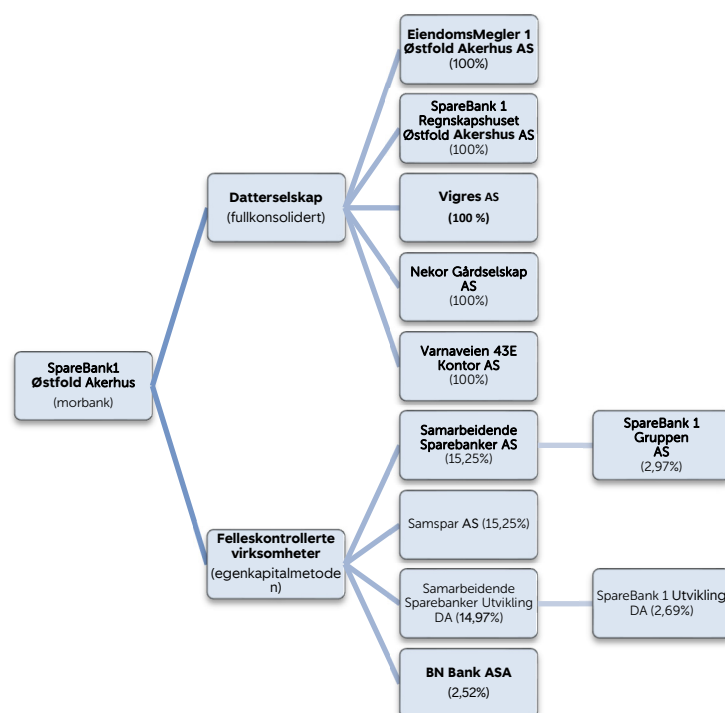 EiendomsMegler 1
Østfold Akerhus AS
(100%)
SpareBank 1
Regnskapshuset
Østfold Akershus AS
(100%)
Datterselskap
(fullkonsolidert)
Vigres AS
(100 %)
Nekor Gårdselskap
AS
(100%)
Varnaveien 43E
Kontor AS
(100%)
SpareBank1
Østfold Akerhus
(morbank)
Samarbeidende
Sparebanker AS
(15,25%)
SpareBank 1
Gruppen
AS
(2,97%)
Samspar AS (15,25%)
Felleskontrollerte
virksomheter
(egenkapitalmetode
n)
Samarbeidende
Sparebanker Utvikling
DA (14,97%)
SpareBank 1 Utvikling
DA (2,69%)
BN Bank ASA
(2,52%)